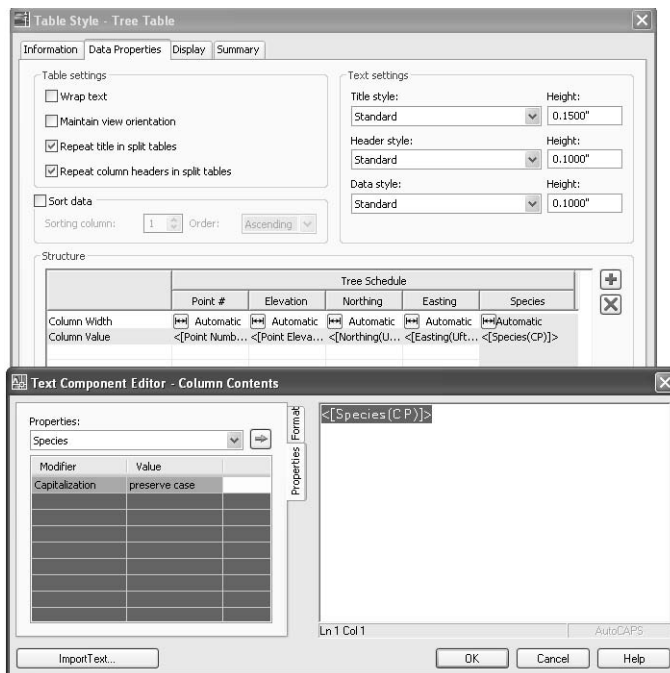 Table Style - Tree Table
Information Data Properties Display Summary
Table settings
Wrap text
Maintain view orientation
Repeat title in split tables
Repeat column headers in split tables
Text settings
Title style: Height:
Standard 0.1500"
Header style: Height:
Standard 0.1000"
Data style: Height:
Standard 0.1000"
Sort data
Sorting column: 1 Order: Ascending
Structure
Tree Schedule
Point # Elevation Northing Easting Species
Column Width Automatic Automatic Automatic Automatic Automatic
Column Value <[Point Numb... <[Point Eleva... <[Northing(U... <[Easting(Uft... <[Species(CP)]>
Text Component Editor - Column Contents
Properties:
Species
Modifier Value
Capitalization preserve case
Format
Properties
<[Species(CP)]>
Ln 1 Col 1 AutoCAPS
ImportText... OK Cancel Help